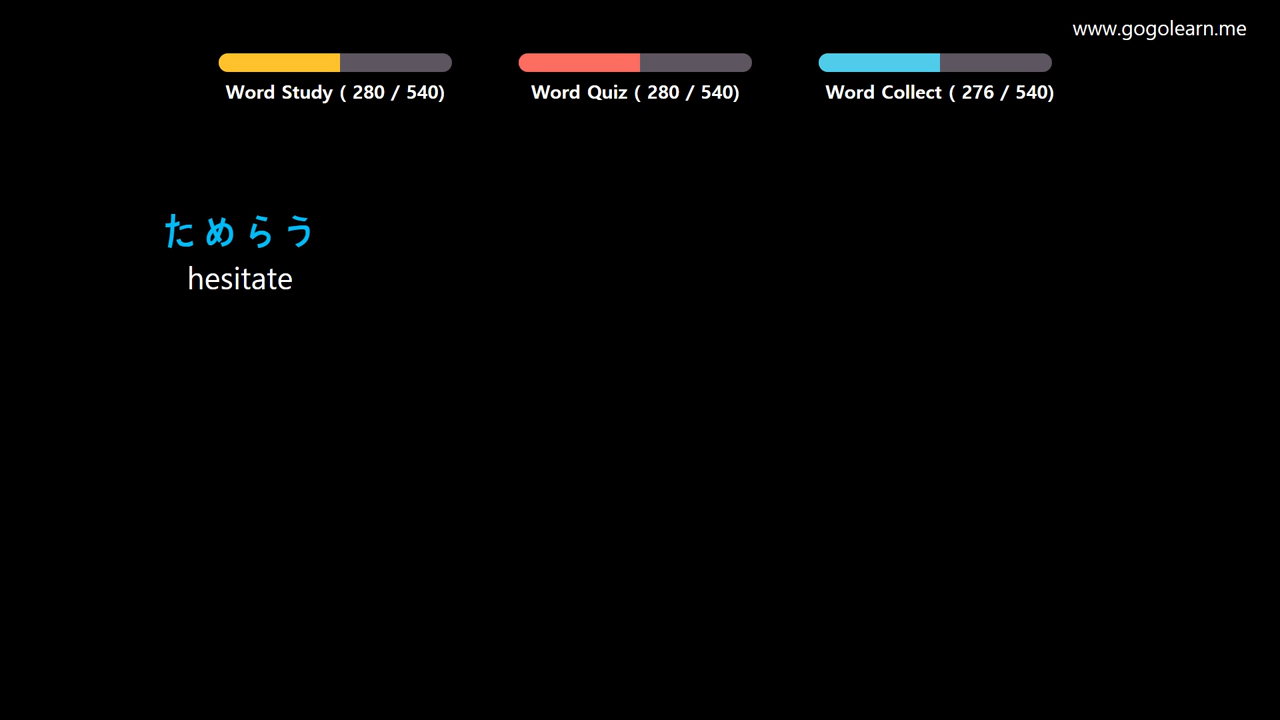 www.gogolearn.me
Word Study ( 280 / 540)
Word Quiz ( 280 / 540)
Word Collect ( 276 / 540)
ためらう
hesitate